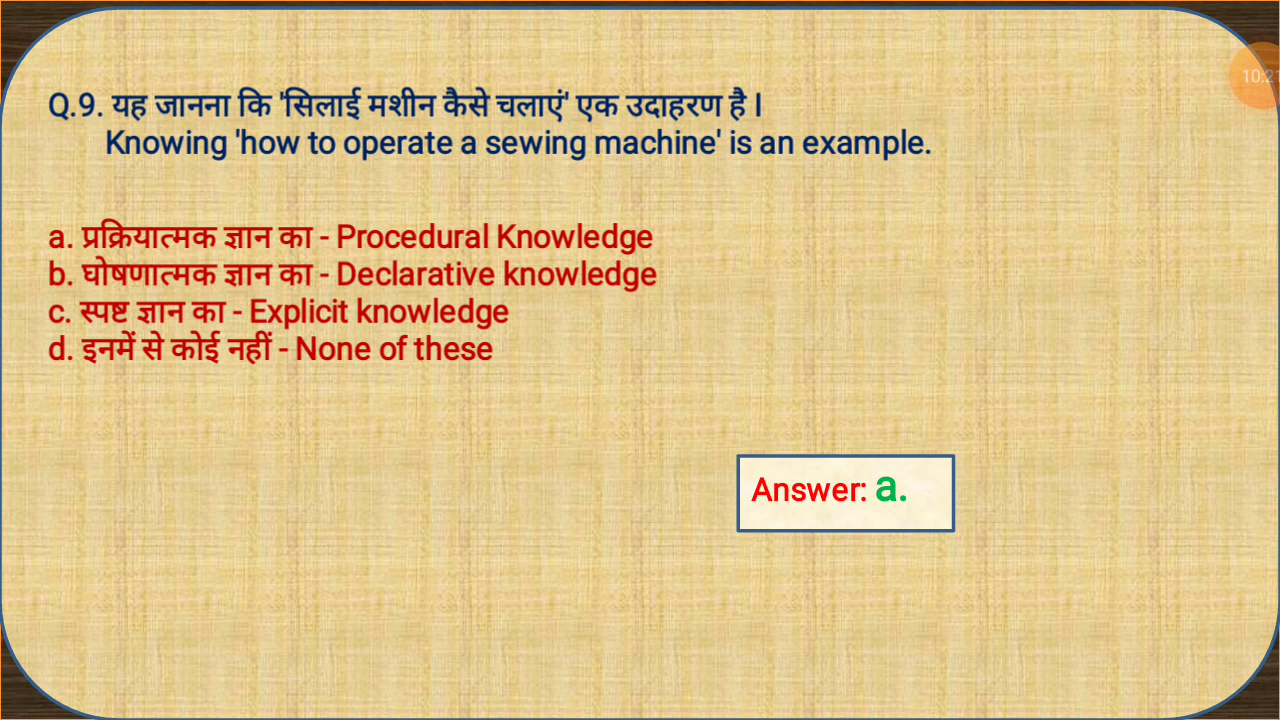 Q.9. यह जानना कि 'सिलाई मशीन कैसे चलाएं' एक उदाहरण है I
Knowing 'how to operate a sewing machine' is an example.
a. प्रक्रियात्मक ज्ञान का - Procedural Knowledge
b. घोषणात्मक ज्ञान का - Declarative knowledge
c. स्पष्ट ज्ञान का - Explicit knowledge
d. इनमें से कोई नहीं - None of these
Answer: a.